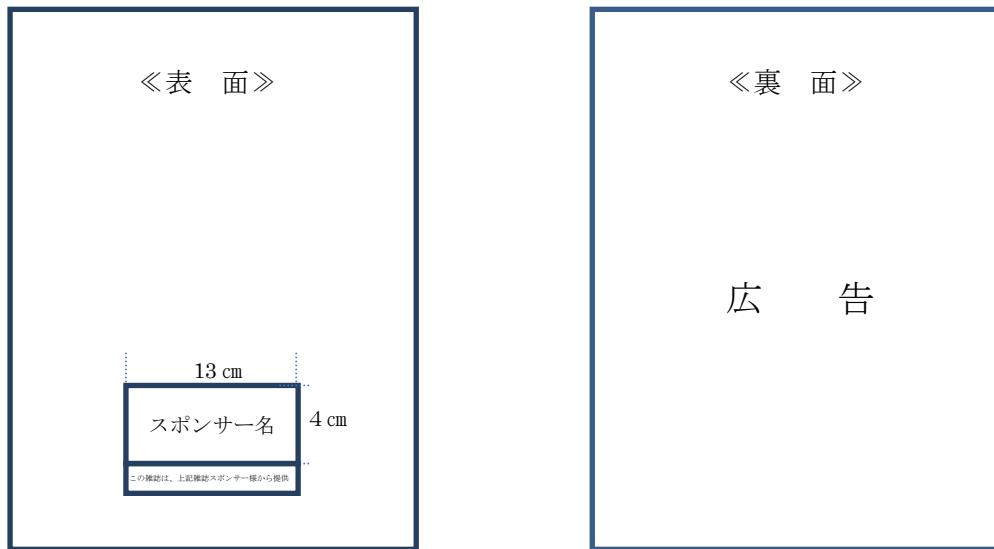 ≪表　面≫
≪裏　面≫
広　　告
13 ㎝
スポンサー名
4 ㎝
この雑誌は、上記雑誌スポンサー様から提供